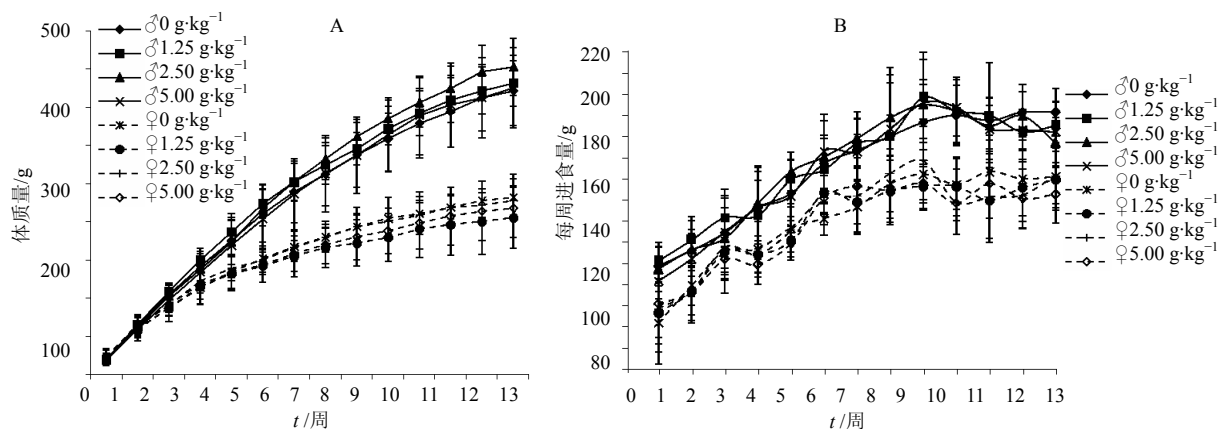 A
体质量/g
500
400
300
200
100
0 1 2 3 4 5 6 7 8 9 10 11 12 13
t /周
♂0 g·kg⁻¹
♂1.25 g·kg⁻¹
♂2.50 g·kg⁻¹
♂5.00 g·kg⁻¹
♀0 g·kg⁻¹
♀1.25 g·kg⁻¹
♀2.50 g·kg⁻¹
♀5.00 g·kg⁻¹
B
每周进食量/g
220
200
180
160
140
120
100
80
0 1 2 3 4 5 6 7 8 9 10 11 12 13
t /周
♂0 g·kg⁻¹
♂1.25 g·kg⁻¹
♂2.50 g·kg⁻¹
♂5.00 g·kg⁻¹
♀0 g·kg⁻¹
♀1.25 g·kg⁻¹
♀2.50 g·kg⁻¹
♀5.00 g·kg⁻¹